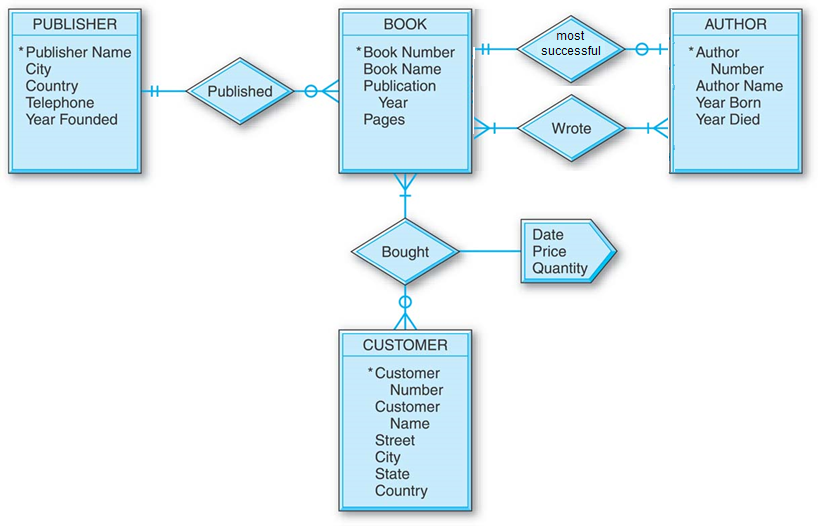 PUBLISHER
*Publisher Name
City
Country
Telephone
Year Founded
Published
BOOK
*Book Number
Book Name
Publication
Year
Pages
most
successful
Wrote
AUTHOR
*Author
Number
Author Name
Year Born
Year Died
Bought
Date
Price
Quantity
CUSTOMER
*Customer
Number
Customer
Name
Street
City
State
Country